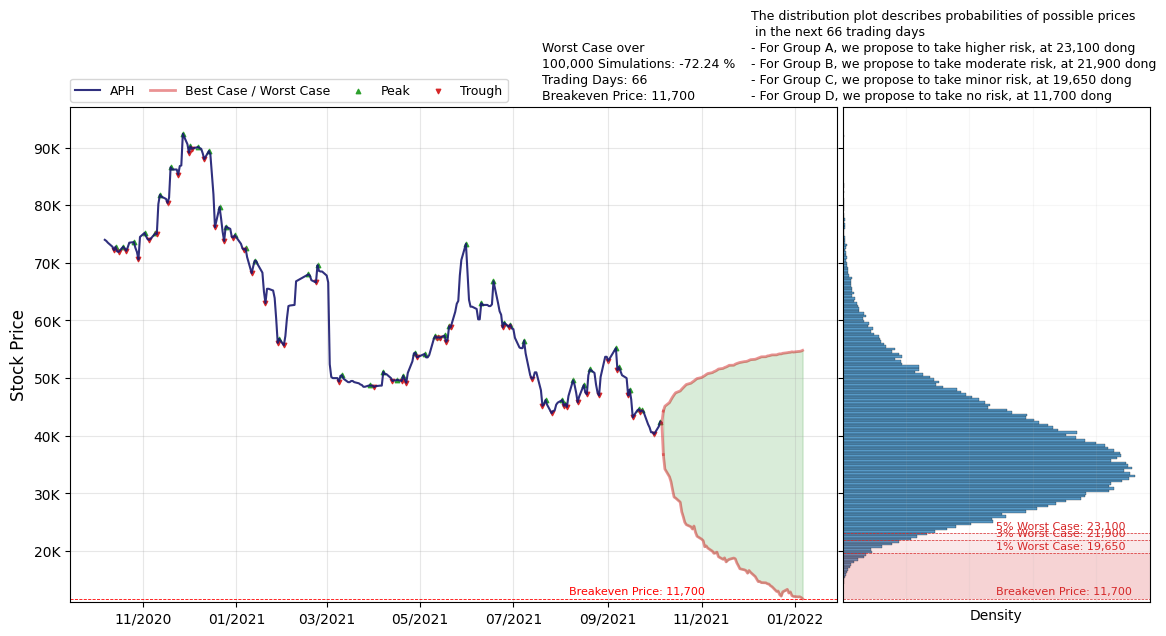 The distribution plot describes probabilities of possible prices
in the next 66 trading days
- For Group A, we propose to take higher risk, at 23,100 dong
- For Group B, we propose to take moderate risk, at 21,900 dong
- For Group C, we propose to take minor risk, at 19,650 dong
- For Group D, we propose to take no risk, at 11,700 dong
Worst Case over
100,000 Simulations: -72.24 %
Trading Days: 66
Breakeven Price: 11,700
APH
Best Case / Worst Case
Peak
Trough
Stock Price
90K
80K
70K
60K
50K
40K
30K
20K
Breakeven Price: 11,700
11/2020
01/2021
03/2021
05/2021
07/2021
09/2021
11/2021
01/2022
5% Worst Case: 23,100
3% Worst Case: 21,900
1% Worst Case: 19,650
Breakeven Price: 11,700
Density